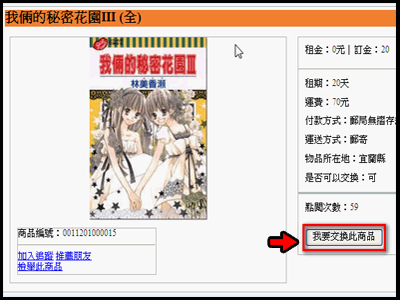 我倆的秘密花園III (全)
我倆的秘密花園III
林美香瀬
商品編號：0011201000015
加入追蹤 推薦朋友
檢舉此商品
租金：0元 | 訂金：20
租期：20天
運費：70元
付款方式：郵局無摺存
運送方式：郵寄
物品所在地：宜蘭縣
是否可以交換：可
點閱次數：59
我要交換此商品